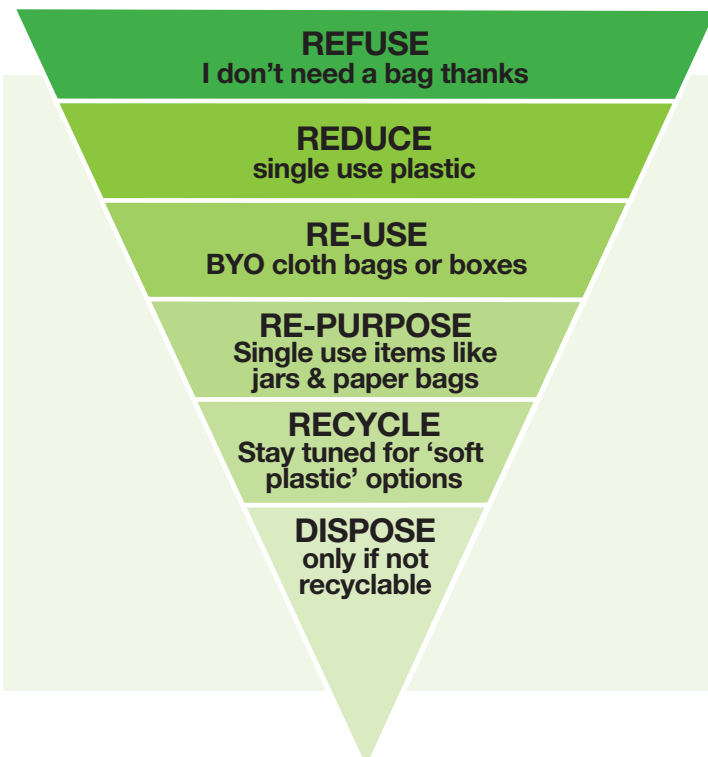 REFUSE
I don’t need a bag thanks
REDUCE
single use plastic
RE-USE
BYO cloth bags or boxes
RE-PURPOSE
Single use items like
jars & paper bags
RECYCLE
Stay tuned for ‘soft
plastic’ options
DISPOSE
only if not
recyclable